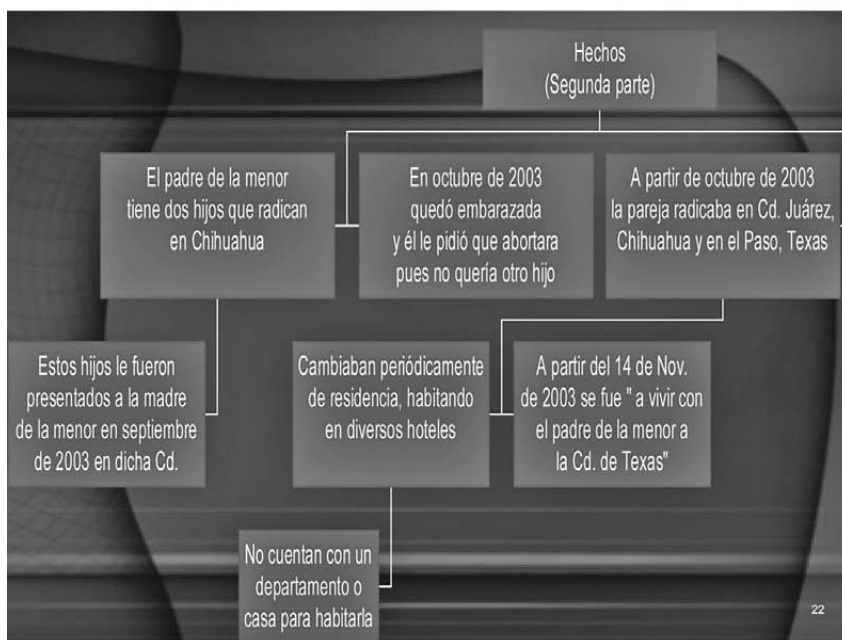 Hechos
(Segunda parte)
El padre de la menor
tiene dos hijos que radican
en Chihuahua
En octubre de 2003
quedó embarazada
y él le pidió que abortara
pues no quería otro hijo
A partir de octubre de 2003
la pareja radicaba en Cd. Juárez,
Chihuahua y en el Paso, Texas
Estos hijos le fueron
presentados a la madre
de la menor en septiembre
de 2003 en dicha Cd.
Cambiaban periódicamente
de residencia, habitando
en diversos hoteles
A partir del 14 de Nov.
de 2003 se fue " a vivir con
el padre de la menor a
la Cd. de Texas"
No cuentan con un
departamento o
casa para habitarla
22